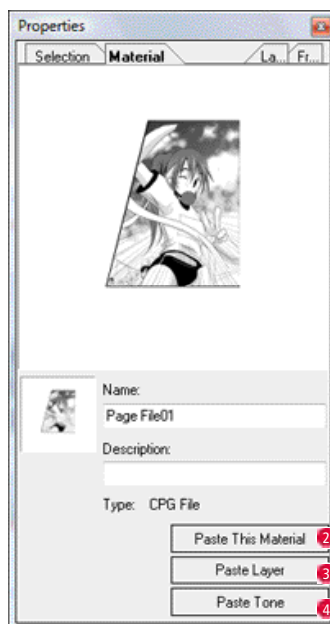 Properties
Selection Material La... Fr...
Name:
Page File01
Description:
Type: CPG File
Paste This Material 2
Paste Layer 3
Paste Tone 4